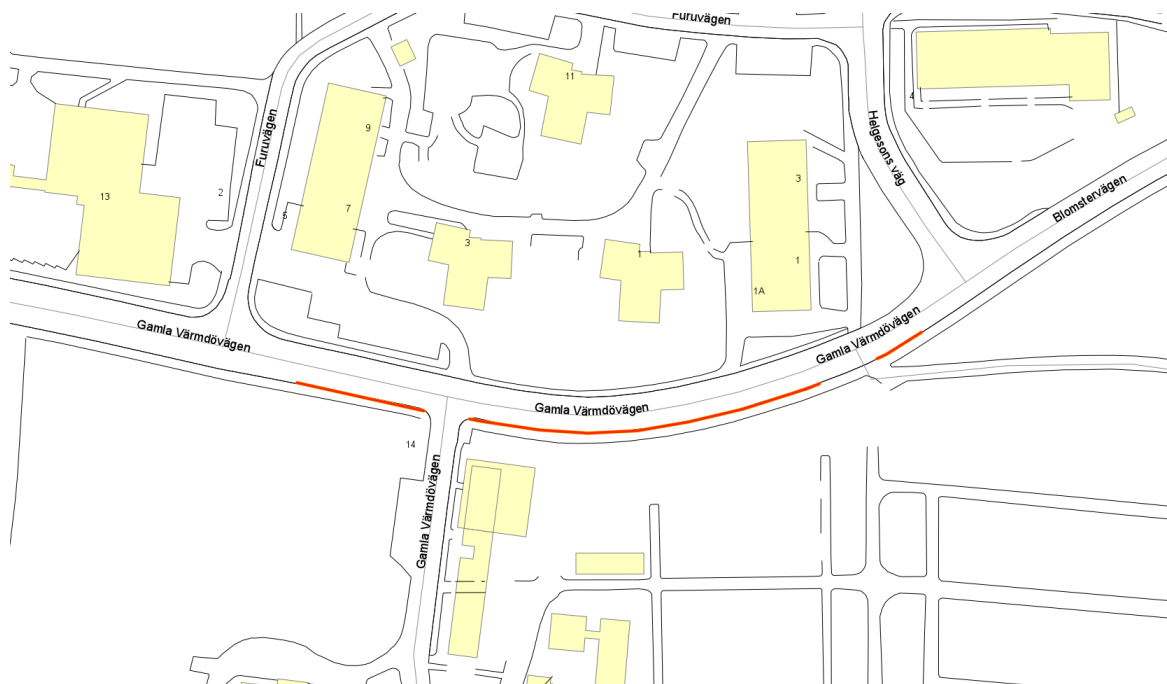 Furuvägen
11
4
9
Furuvägen
Helgesons väg
13
2
3
Blomstervägen
7
5
3
1
1
1A
Gamla Värmdövägen
Gamla Värmdövägen
Gamla Värmdövägen
14
Gamla Värmdövägen